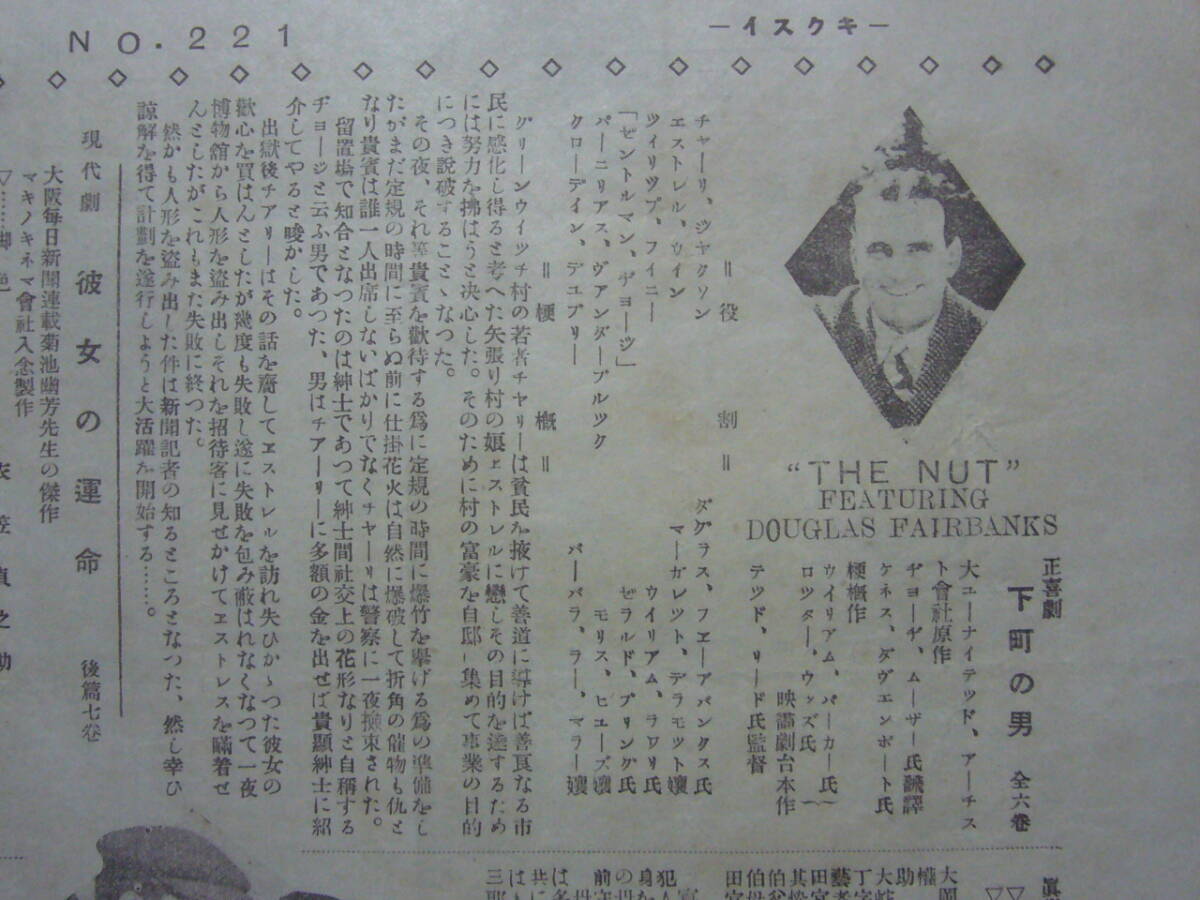 NO.221
ーイスクキー
"THE NUT"
FEATURING
DOUGLAS FAIRBANKS
正喜劇
下町の男 全六巻
大ユーナイテッド、アーチス
ト會社原作
ヂョーヂ、ムーザー氏飜譯
ケネス、ダヴエンポート氏
梗概作
ウイリアム、パーカー氏
ロツター、ウッズ氏
映畵劇台本作
テツド、リード氏監督
＝役割＝
チャーリ、ジャクソン ダグラス、フエーアバンクス氏
エストレル、ウイン マーガレツト、デラモツト孃
ツイリツプ、フイニー ウイリアム、ラウリ氏
「ゼントルマン、ヂョーヂ」 ゼラルド、プリング氏
バーニリアス、ヴアンダーブルツク モリス、ヒユーズ孃
クローデイン、デユプリー バーバラ、ラー、マラー孃
＝梗概＝
グリーンウイツチ村の若者チヤリーは貧民を掖けて善道に導けば善良なる市
民に感化し得ると考へた矢張り村の娘エストレルに戀しその目的を達するため
には努力を拂はうと决心した。そのために村の富豪を自邸に集めて事業の目的
につき說破することゝなつた。
その夜、それ等貴賓を歡待する爲に定規の時間に爆竹を擧げる爲の準備をし
たがまだ定規の時間に至らぬ前に仕掛花火は自然に爆破して折角の催物も仇と
なり貴賓は誰一人出席しないばかりでなくチャーリは警察に一夜撿束された。
留置塲で知合となつたのは紳士であつて紳士間社交上の花形なりと自稱する
ヂョージと云ふ男であつた、男はチアーリーに多額の金を出せば貴顯紳士に紹
介してやると唆かした。
出獄後チアリーはその話を齎してエストレルを訪れ失ひかゝつた彼女の
歡心を買はんとしたが幾度も失敗し遂に失敗を包み蔽はれなくなつて一夜
博物舘から人形を盜み出しそれを招待客に見せかけてエストレスを瞞着せ
んとしたがこれもまた失敗に終つた。
然かも人形を盜み出した件は新聞記者の知るところとなつた、然し幸ひ
諒解を得て計劃を遂行しようと大活躍を開始する……。
現代劇 彼女の運命 後篇七卷
大阪每日新聞連載菊池幽芳先生の傑作
マキノキネマ會社入念製作
衣笠貞之助